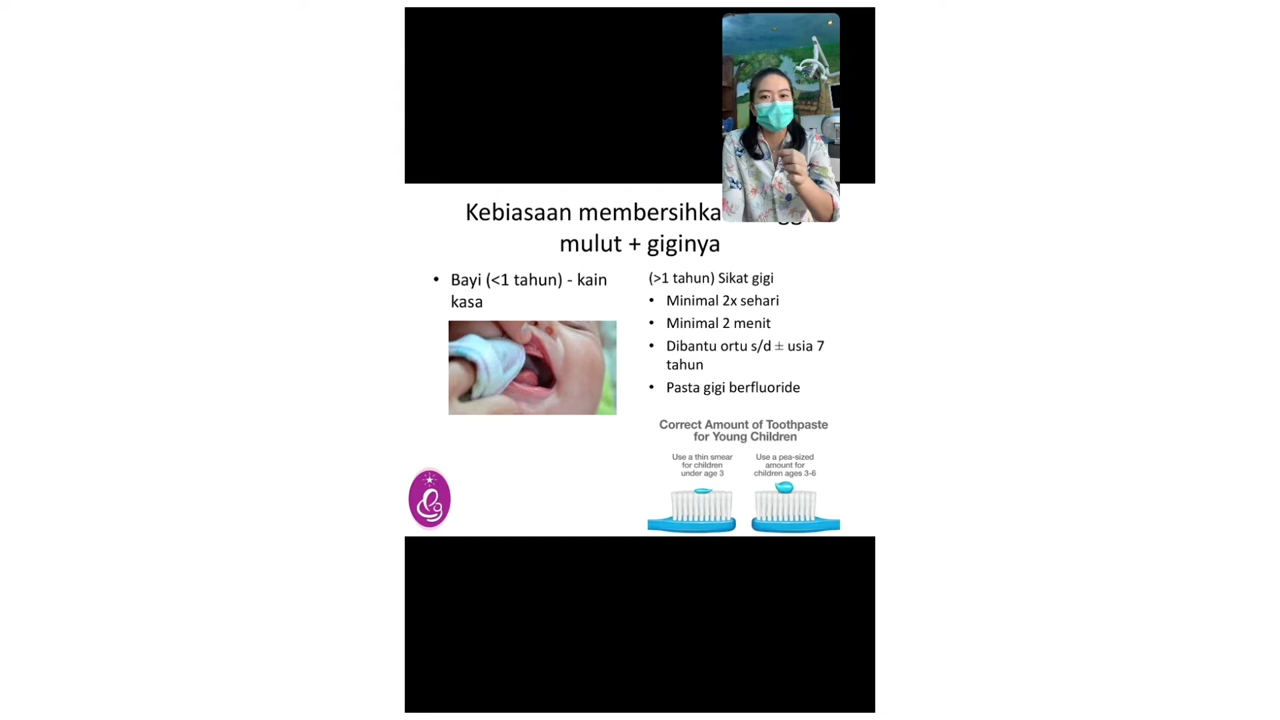 Kebiasaan membersihka
mulut + giginya
• Bayi (<1 tahun) - kain
kasa
(>1 tahun) Sikat gigi
• Minimal 2x sehari
• Minimal 2 menit
• Dibantu ortu s/d ± usia 7
tahun
• Pasta gigi berfluoride
Correct Amount of Toothpaste
for Young Children
Use a thin smear
for children
under age 3
Use a pea-sized
amount for
children ages 3-6